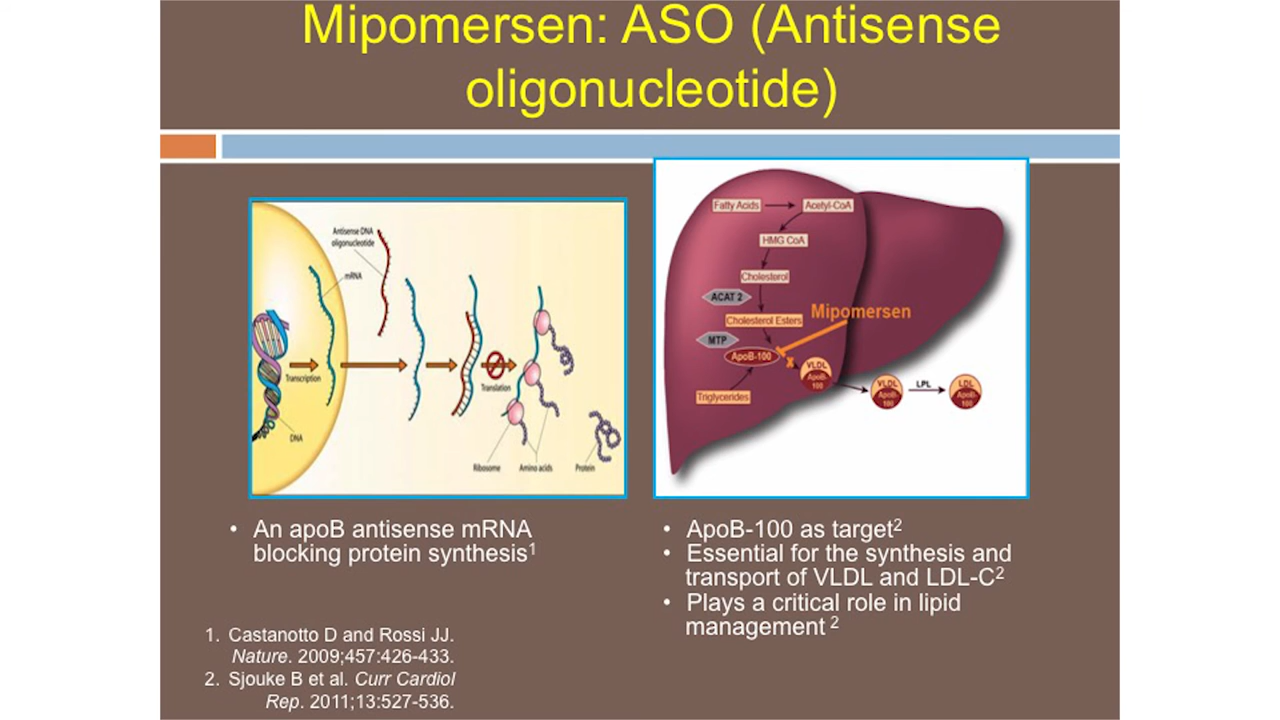 Mipomersen: ASO (Antisense
oligonucleotide)
Antisense DNA
oligonucleotide
mRNA
Transcription
DNA
Translation
Ribosome
Amino acids
Protein
Fatty Acids
Acetyl-CoA
HMG CoA
Cholesterol
ACAT 2
Cholesterol Esters
Mipomersen
MTP
ApoB-100
X
VLDL
ApoB-
100
Triglycerides
VLDL
ApoB-
100
LPL
LDL
ApoB-
100
• An apoB antisense mRNA
blocking protein synthesis1
• ApoB-100 as target2
• Essential for the synthesis and
transport of VLDL and LDL-C2
• Plays a critical role in lipid
management 2
1. Castanotto D and Rossi JJ.
Nature. 2009;457:426-433.
2. Sjouke B et al. Curr Cardiol
Rep. 2011;13:527-536.